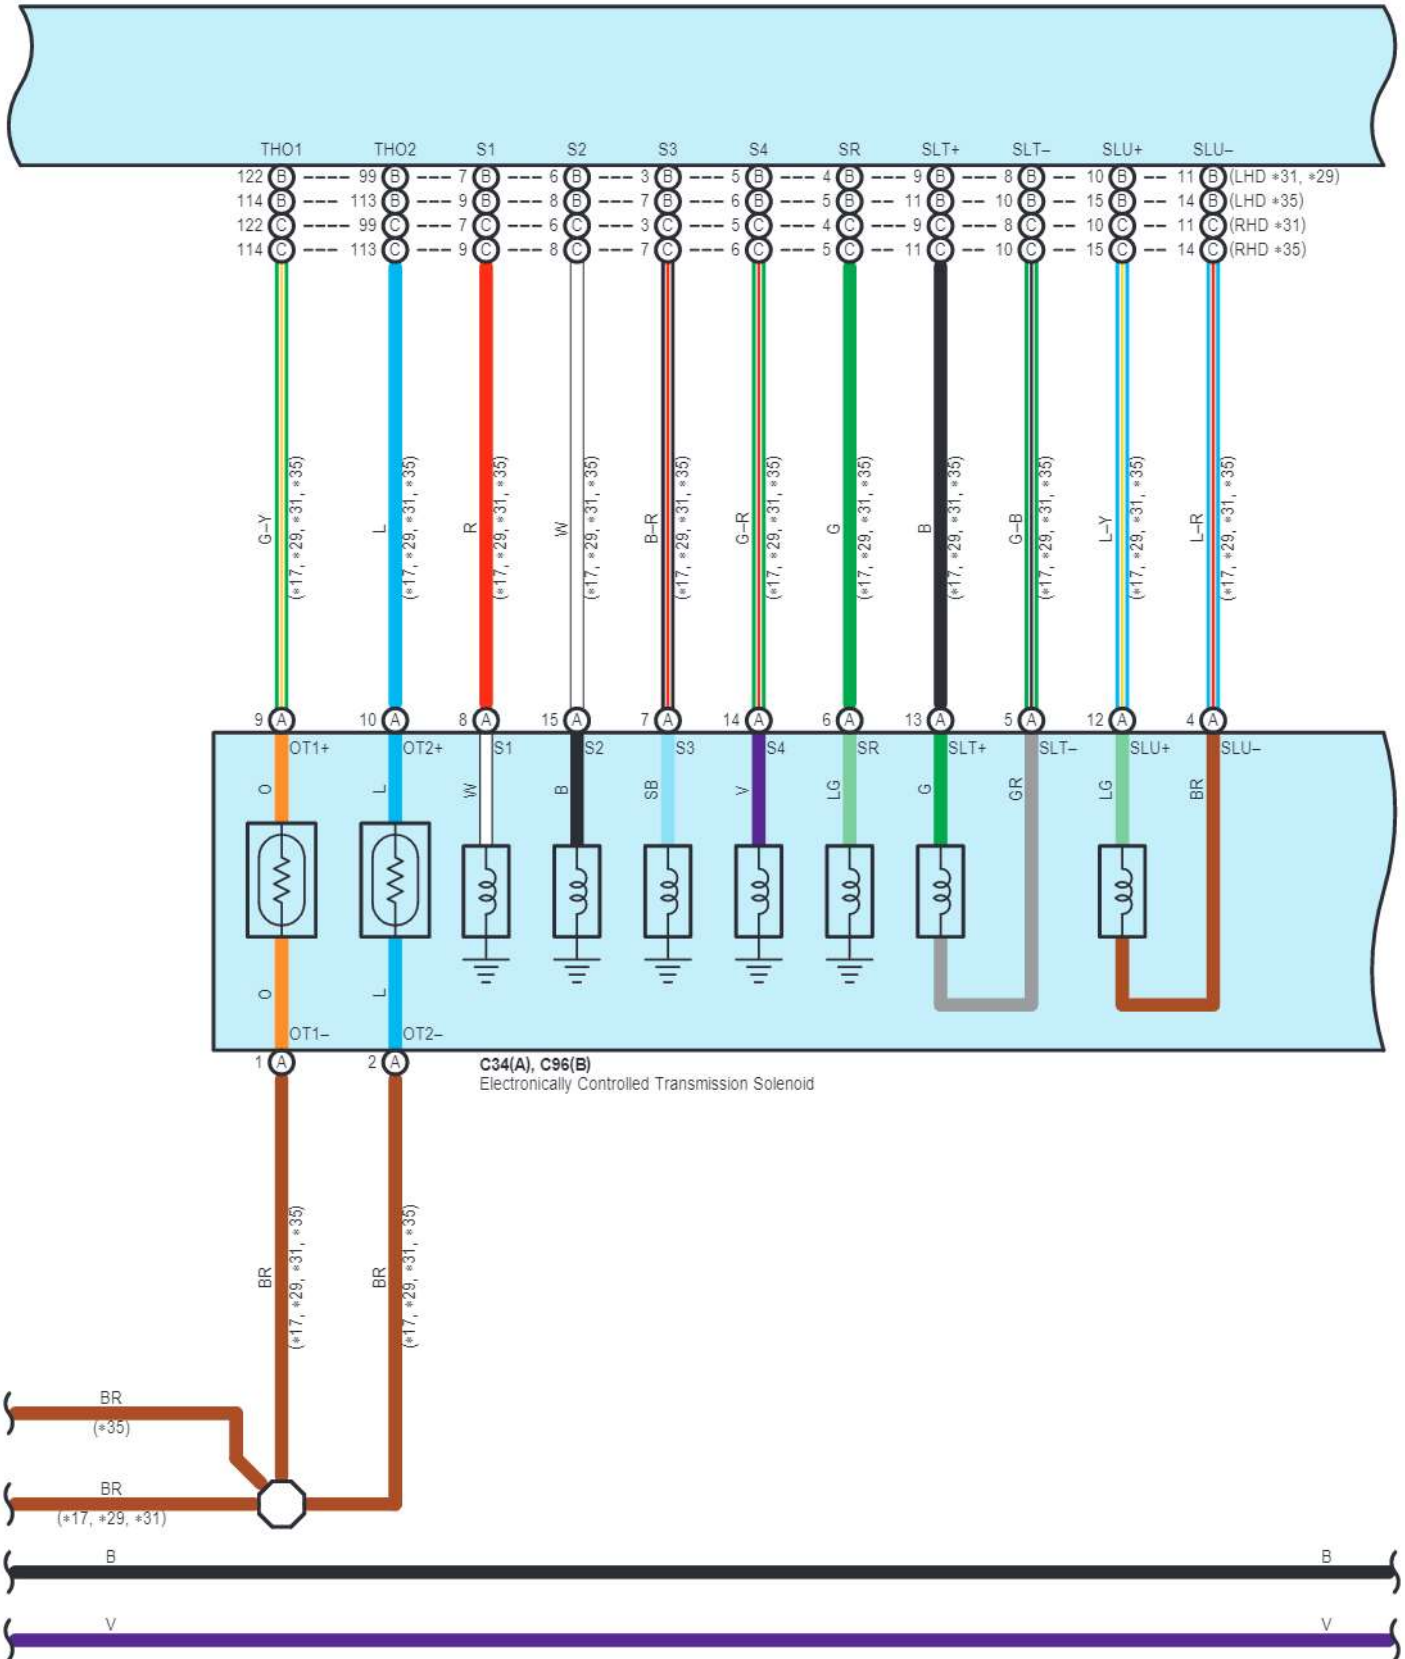 THO1 THO2 S1 S2 S3 S4 SR SLT+ SLT– SLU+ SLU–
122 B 99 B 7 B 6 B 3 B 5 B 4 B 9 B 8 B 10 B 11 B (LHD *31, *29)
114 B 113 B 9 B 8 B 7 B 6 B 5 B 11 B 10 B 15 B 14 B (LHD *35)
122 C 99 C 7 C 6 C 3 C 5 C 4 C 9 C 8 C 10 C 11 C (RHD *31)
114 C 113 C 9 C 8 C 7 C 6 C 5 C 11 C 10 C 15 C 14 C (RHD *35)
G–Y
(*17, *29, *31, *35)
L
(*17, *29, *31, *35)
R
(*17, *29, *31, *35)
W
(*17, *29, *31, *35)
B–R
(*17, *29, *31, *35)
G–R
(*17, *29, *31, *35)
G
(*17, *29, *31, *35)
B
(*17, *29, *31, *35)
G–B
(*17, *29, *31, *35)
L–Y
(*17, *29, *31, *35)
L–R
(*17, *29, *31, *35)
9 A 10 A 8 A 15 A 7 A 14 A 6 A 13 A 5 A 12 A 4 A
OT1+ OT2+ S1 S2 S3 S4 SR SLT+ SLT– SLU+ SLU–
O L W B SB V LG G GR LG BR
O L
OT1– OT2–
1 A 2 A
C34(A), C96(B)
Electronically Controlled Transmission Solenoid
BR
(*17, *29, *31, *35)
BR
(*17, *29, *31, *35)
BR
(*35)
BR
(*17, *29, *31)
B B
V V